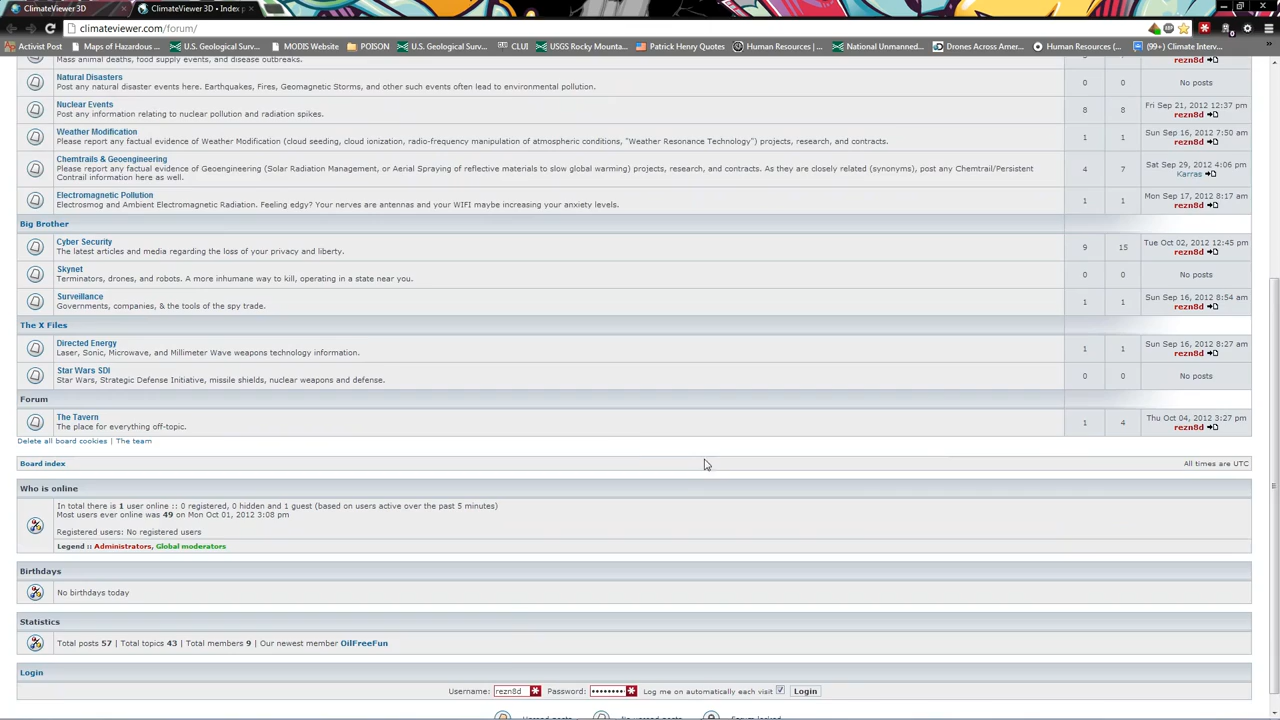 ClimateViewer 3D
ClimateViewer 3D • Index
climateviewer.com/forum/
Activist Post
Maps of Hazardous ...
U.S. Geological Surv...
MODIS Website
POISON
U.S. Geological Surv...
CLUI
USGS Rocky Mounta...
Patrick Henry Quotes
Human Resources | ...
National Unmanned...
Drones Across Amer...
Human Resources (...
(99+) Climate Interv...
Mass animal deaths, food supply events, and disease outbreaks.
rezn8d
Natural Disasters
Post any natural disaster events here. Earthquakes, Fires, Geomagnetic Storms, and other such events often lead to environmental pollution.
0 0 No posts
Nuclear Events
Post any information relating to nuclear pollution and radiation spikes.
8 8 Fri Sep 21, 2012 12:37 pm
rezn8d
Weather Modification
Please report any factual evidence of Weather Modification (cloud seeding, cloud ionization, radio-frequency manipulation of atmospheric conditions, "Weather Resonance Technology") projects, research, and contracts.
1 1 Sun Sep 16, 2012 7:50 am
rezn8d
Chemtrails & Geoengineering
Please report any factual evidence of Geoengineering (Solar Radiation Management, or Aerial Spraying of reflective materials to slow global warming) projects, research, and contracts. As they are closely related (synonyms), post any Chemtrail/Persistent
Contrail information here as well.
4 7 Sat Sep 29, 2012 4:06 pm
Karras
Electromagnetic Pollution
Electrosmog and Ambient Electromagnetic Radiation. Feeling edgy? Your nerves are antennas and your WIFI maybe increasing your anxiety levels.
1 1 Mon Sep 17, 2012 8:17 am
rezn8d
Big Brother
Cyber Security
The latest articles and media regarding the loss of your privacy and liberty.
9 15 Tue Oct 02, 2012 12:45 pm
rezn8d
Skynet
Terminators, drones, and robots. A more inhumane way to kill, operating in a state near you.
0 0 No posts
Surveillance
Governments, companies, & the tools of the spy trade.
1 1 Sun Sep 16, 2012 8:54 am
rezn8d
The X Files
Directed Energy
Laser, Sonic, Microwave, and Millimeter Wave weapons technology information.
1 1 Sun Sep 16, 2012 8:27 am
rezn8d
Star Wars SDI
Star Wars, Strategic Defense Initiative, missile shields, nuclear weapons and defense.
0 0 No posts
Forum
The Tavern
The place for everything off-topic.
1 4 Thu Oct 04, 2012 3:27 pm
rezn8d
Delete all board cookies | The team
Board index
All times are UTC
Who is online
In total there is 1 user online :: 0 registered, 0 hidden and 1 guest (based on users active over the past 5 minutes)
Most users ever online was 49 on Mon Oct 01, 2012 3:08 pm
Registered users: No registered users
Legend :: Administrators, Global moderators
Birthdays
No birthdays today
Statistics
Total posts 57 | Total topics 43 | Total members 9 | Our newest member OilFreeFun
Login
Username: rezn8d Password: Log me on automatically each visit Login